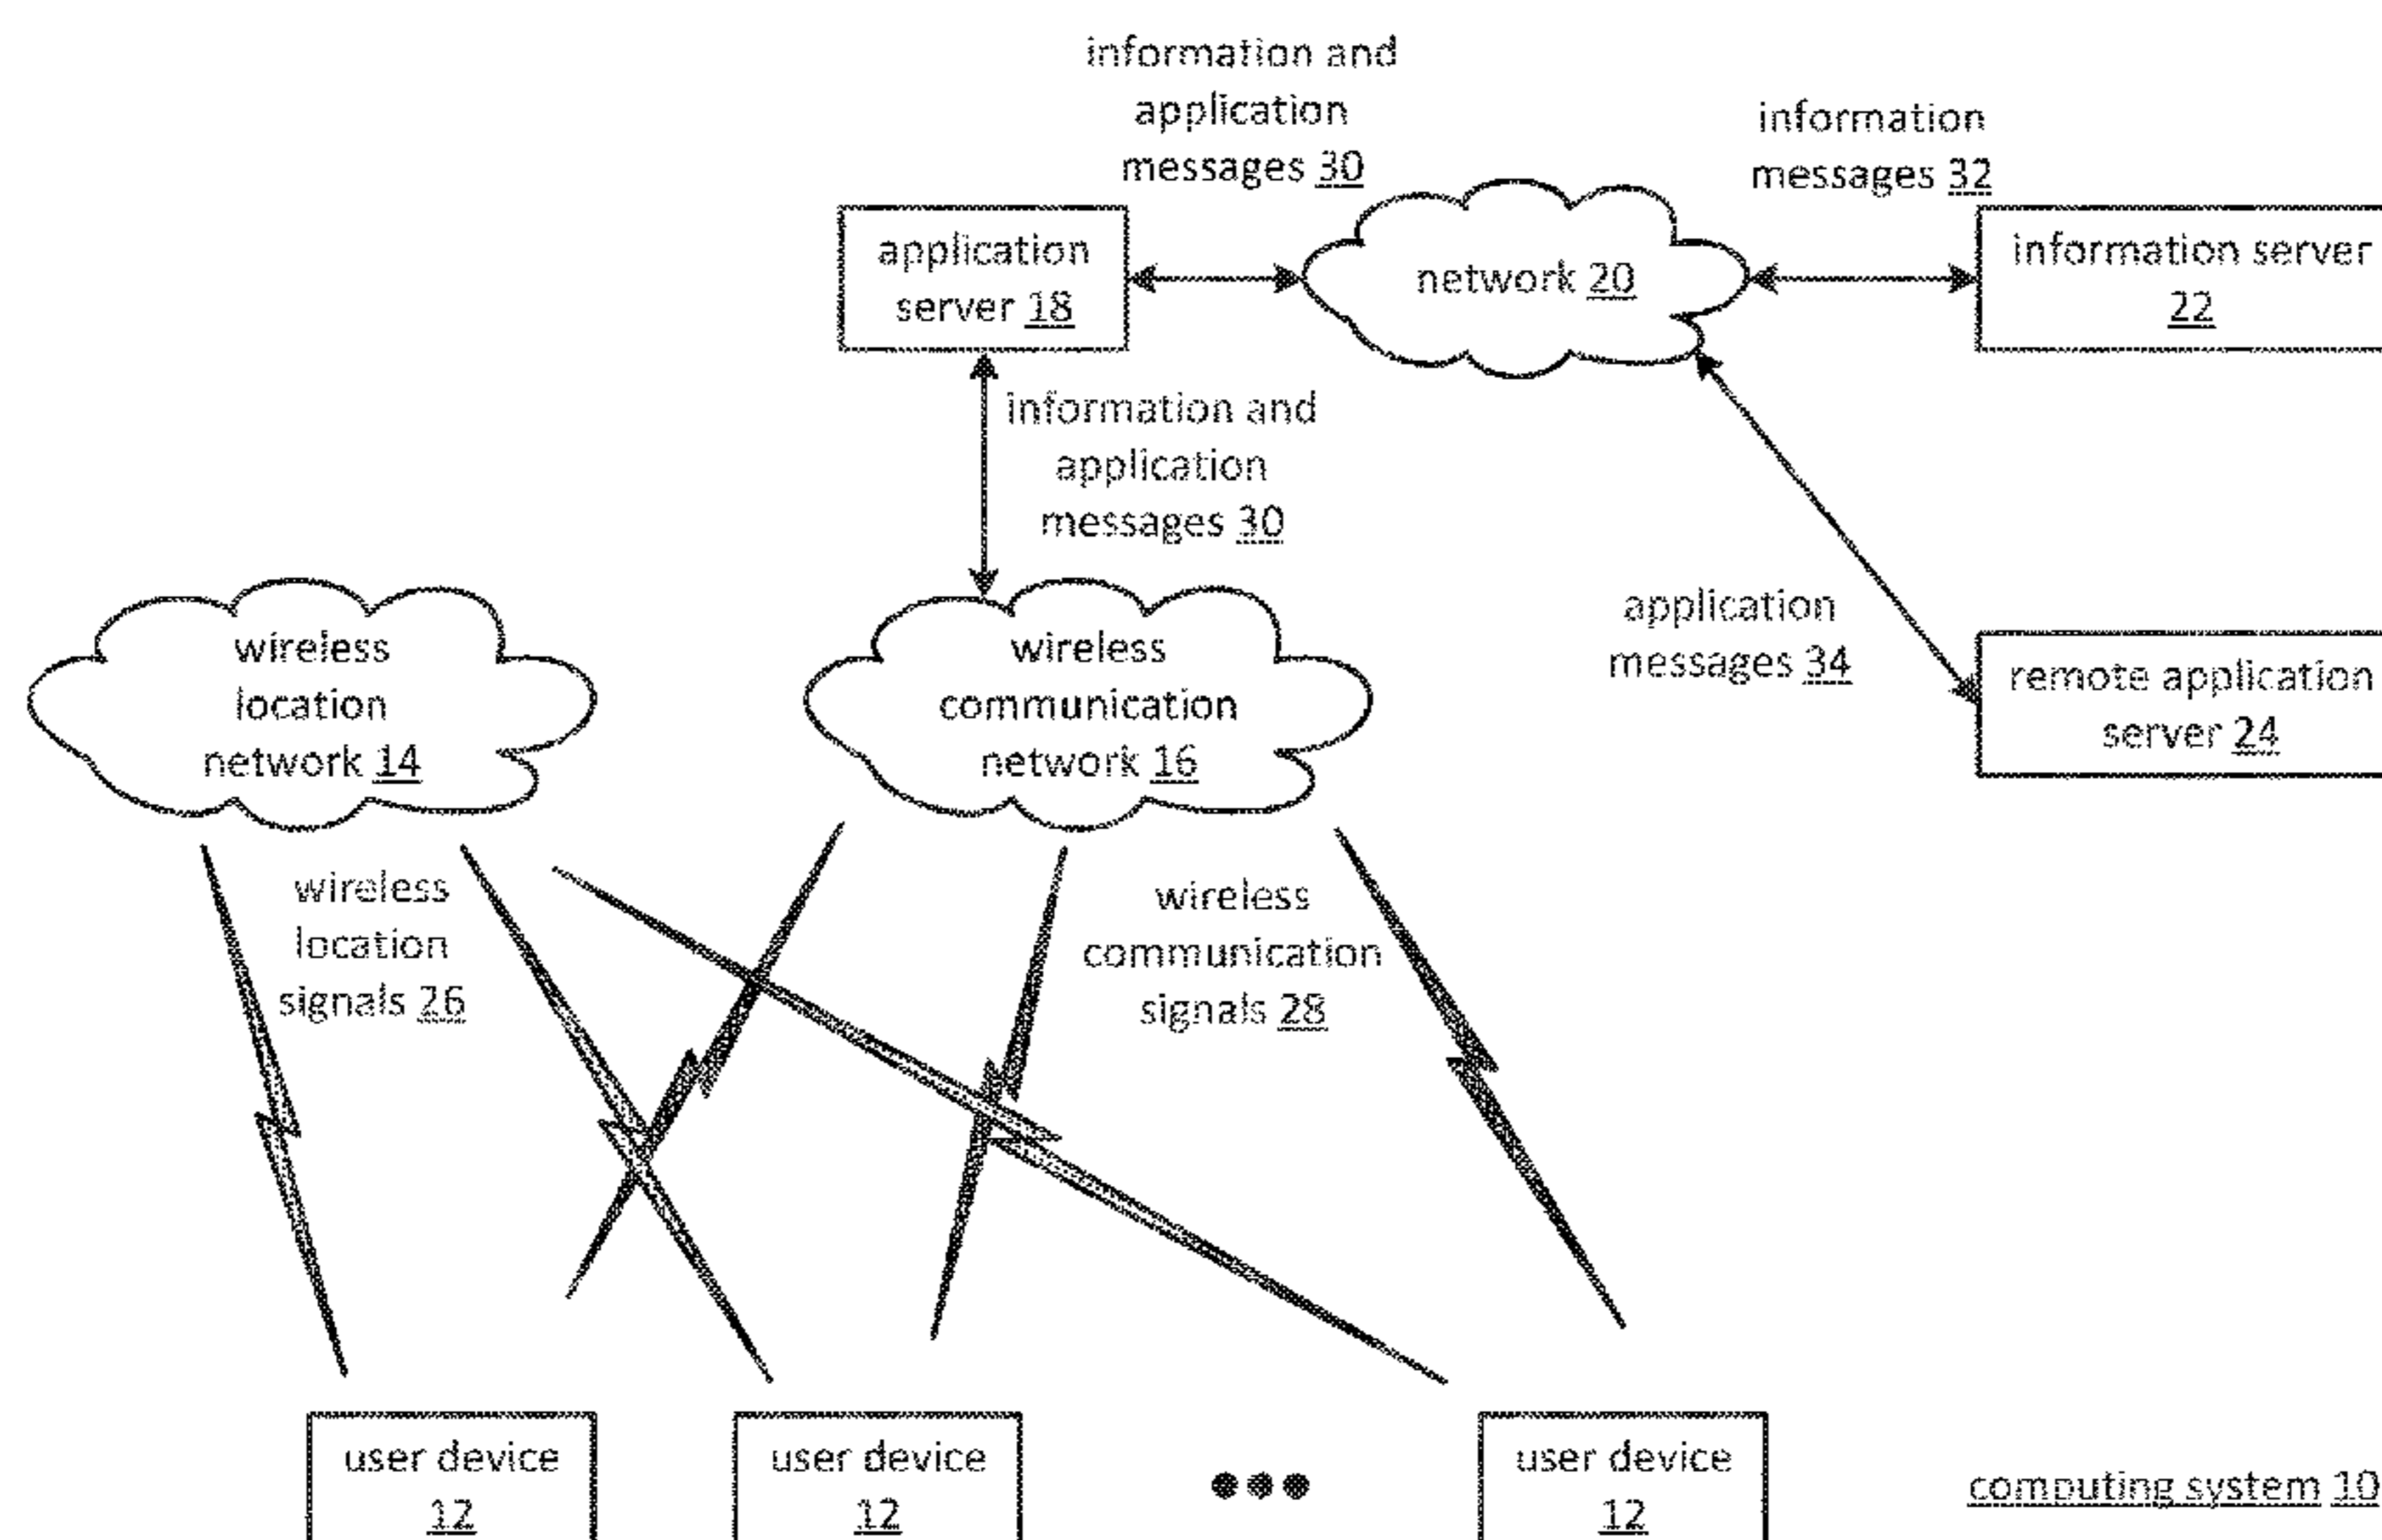 information and
application
messages 30
information
messages 32
application
server 18
network 20
information server
22
information and
application
messages 30
wireless
location
network 14
wireless
communication
network 16
application
messages 34
remote application
server 24
wireless
location
signals 26
wireless
communication
signals 28
user device
12
user device
12
user device
12
computing system 10